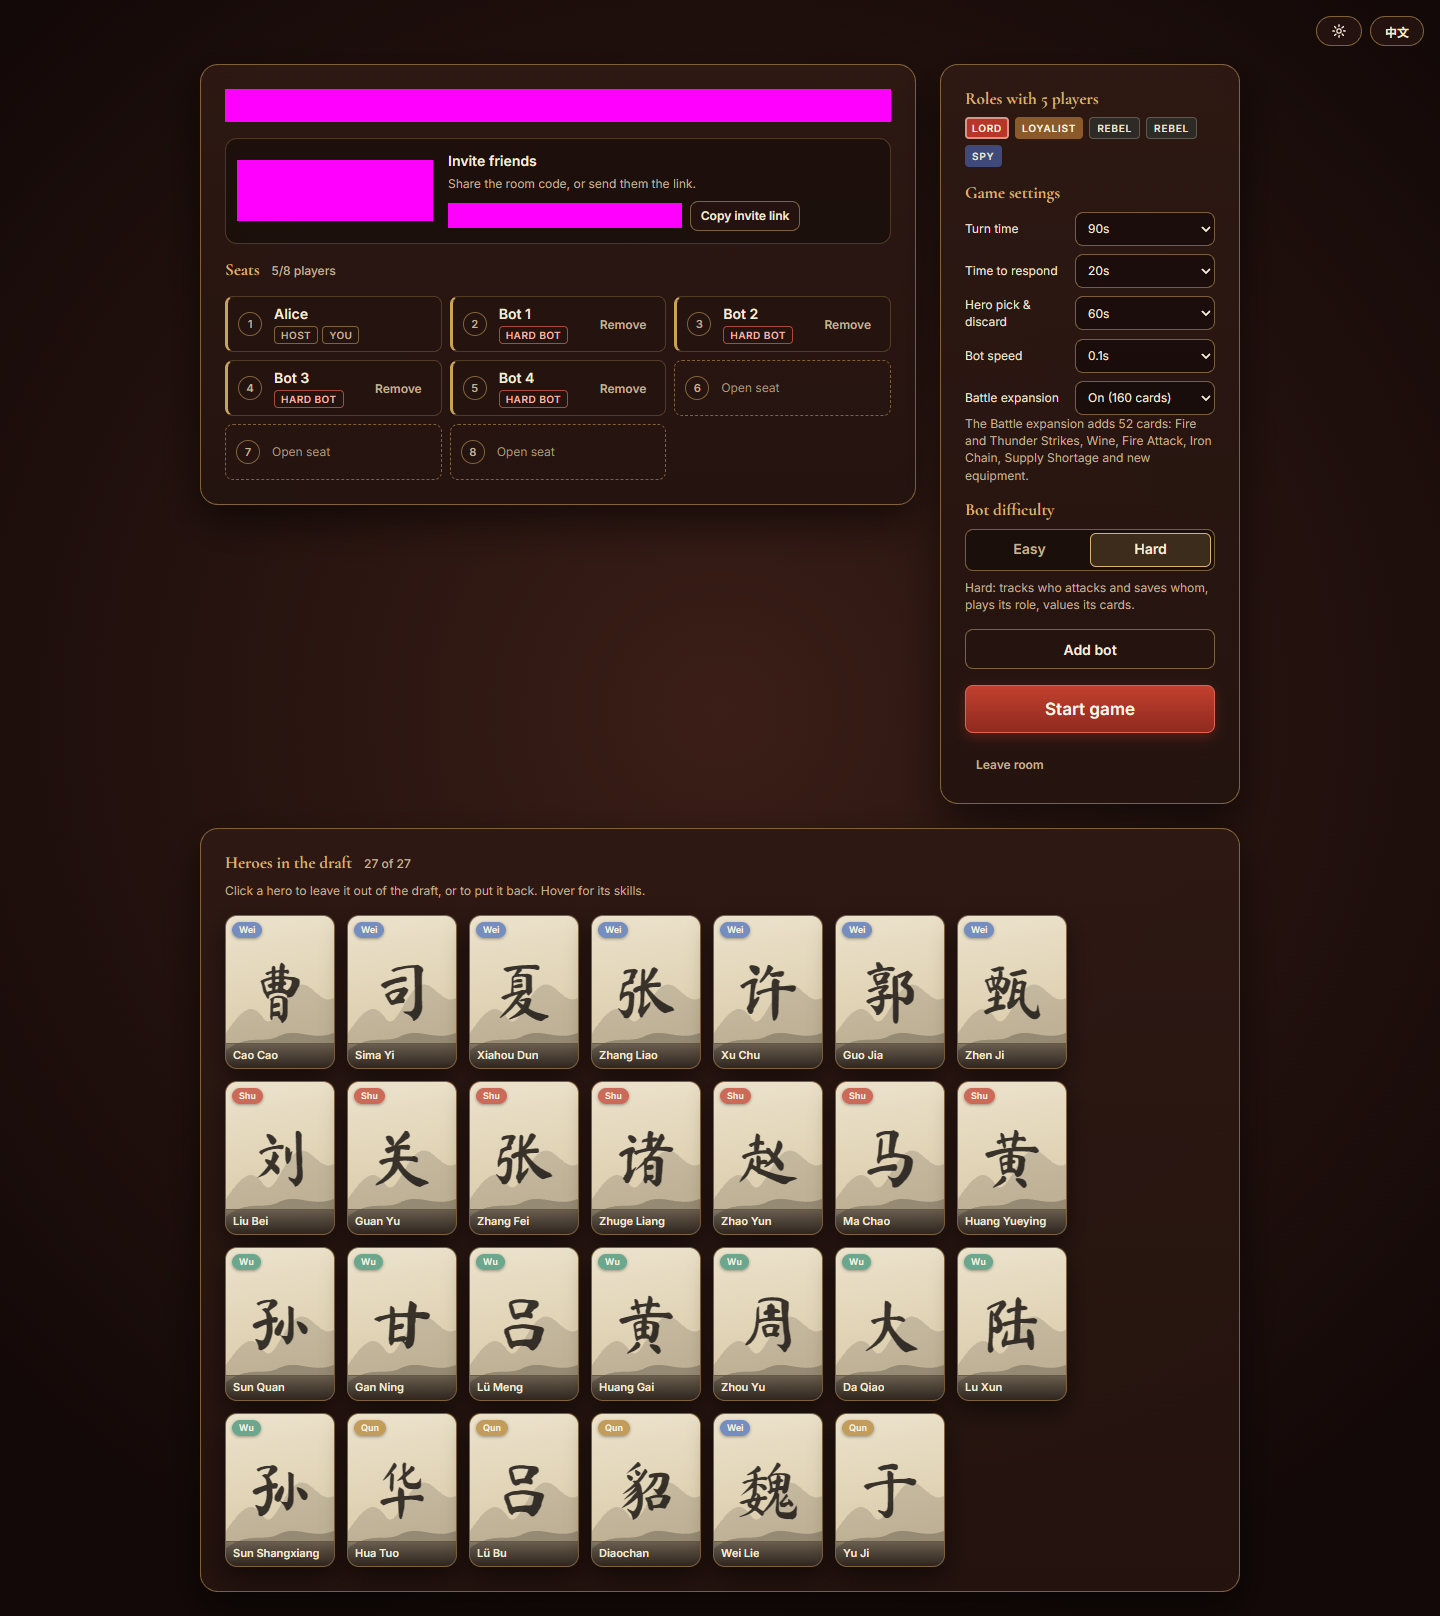 中文
Invite friends
Share the room code, or send them the link.
Copy invite link
Seats 5/8 players
1 Alice HOST YOU
2 Bot 1 HARD BOT Remove
3 Bot 2 HARD BOT Remove
4 Bot 3 HARD BOT Remove
5 Bot 4 HARD BOT Remove
6 Open seat
7 Open seat
8 Open seat
Roles with 5 players
LORD LOYALIST REBEL REBEL
SPY
Game settings
Turn time 90s
Time to respond 20s
Hero pick &
discard 60s
Bot speed 0.1s
Battle expansion On (160 cards)
The Battle expansion adds 52 cards: Fire
and Thunder Strikes, Wine, Fire Attack, Iron
Chain, Supply Shortage and new
equipment.
Bot difficulty
Easy Hard
Hard: tracks who attacks and saves whom,
plays its role, values its cards.
Add bot
Start game
Leave room
Heroes in the draft 27 of 27
Click a hero to leave it out of the draft, or to put it back. Hover for its skills.
Wei Wei Wei Wei Wei Wei Wei
曹 司 夏 张 许 郭 甄
Cao Cao Sima Yi Xiahou Dun Zhang Liao Xu Chu Guo Jia Zhen Ji
Shu Shu Shu Shu Shu Shu Shu
刘 关 张 诸 赵 马 黄
Liu Bei Guan Yu Zhang Fei Zhuge Liang Zhao Yun Ma Chao Huang Yueying
Wu Wu Wu Wu Wu Wu Wu
孙 甘 吕 黄 周 大 陆
Sun Quan Gan Ning Lü Meng Huang Gai Zhou Yu Da Qiao Lu Xun
Wu Qun Qun Qun Wei Qun
孙 华 吕 貂 魏 于
Sun Shangxiang Hua Tuo Lü Bu Diaochan Wei Lie Yu Ji